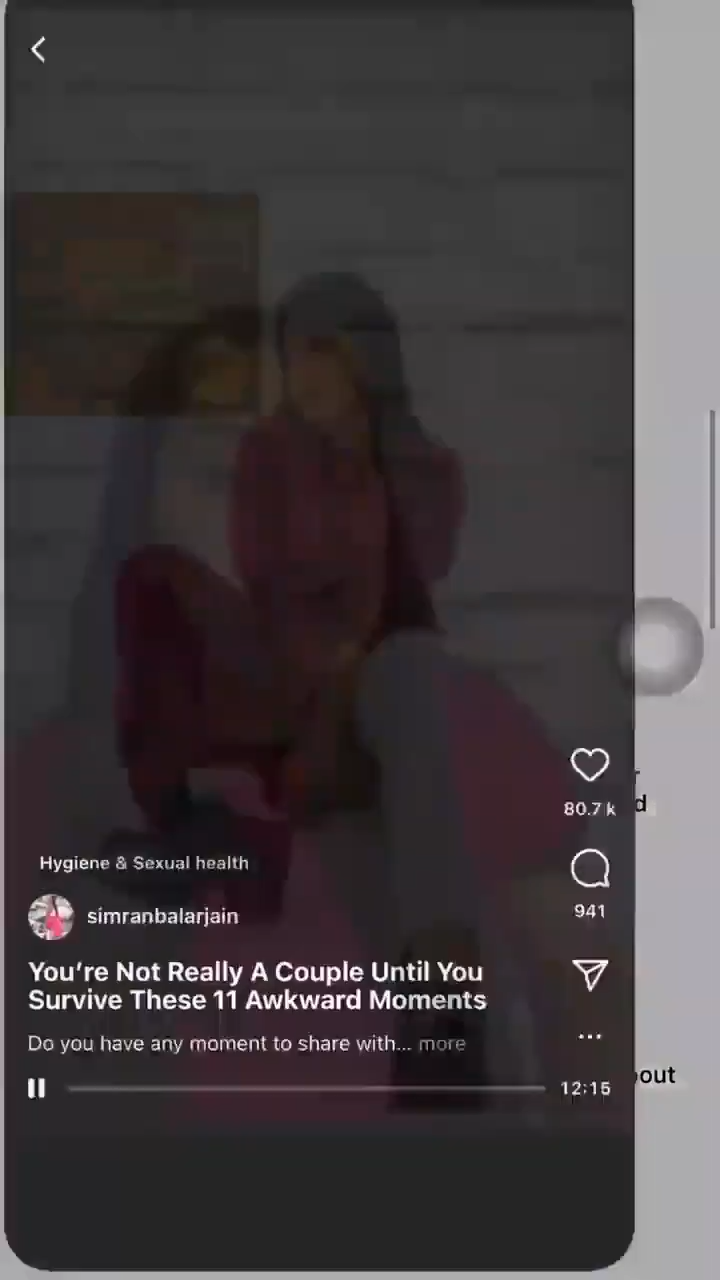 r
d
80.7 k
Hygiene & Sexual health
941
simranbalarjain
You're Not Really A Couple Until You
Survive These 11 Awkward Moments
Do you have any moment to share with... more
out
12:15